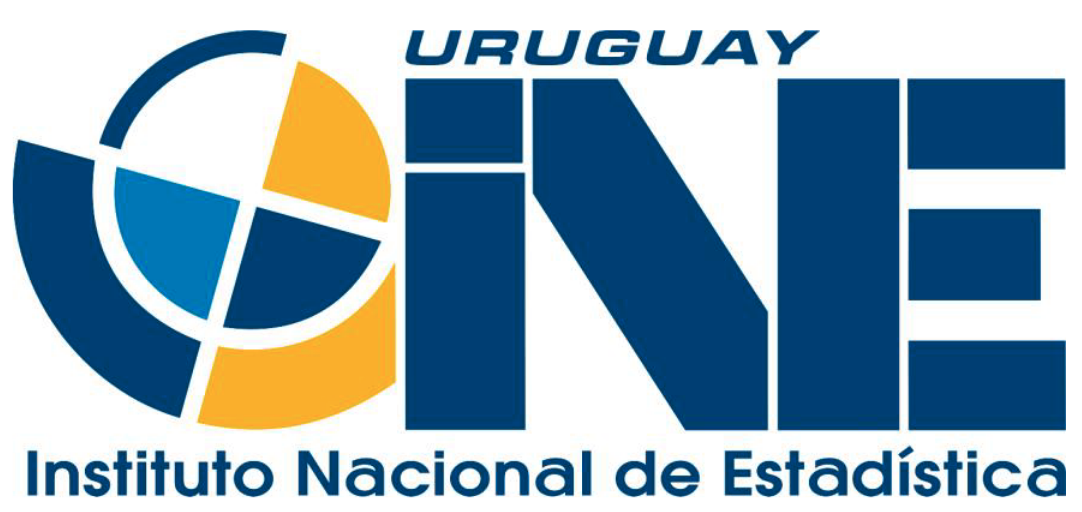 URUGUAY
iNE
Instituto Nacional de Estadística